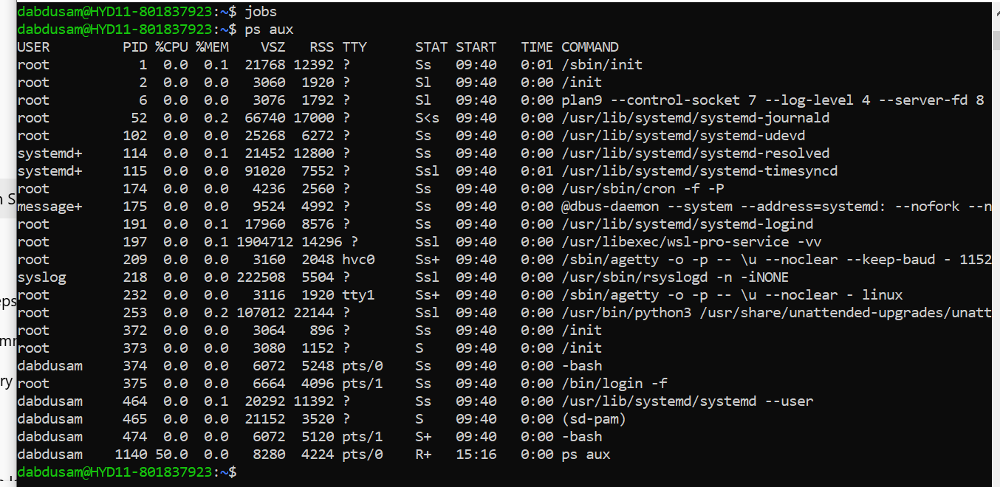 dabdusam@HYD11-801837923:~$ jobs
dabdusam@HYD11-801837923:~$ ps aux
USER         PID %CPU %MEM    VSZ   RSS TTY      STAT START   TIME COMMAND
root           1  0.0  0.1  21768 12392 ?        Ss   09:40   0:01 /sbin/init
root           2  0.0  0.0   3060  1920 ?        Sl   09:40   0:00 /init
root           6  0.0  0.0   3076  1792 ?        Sl   09:40   0:00 plan9 --control-socket 7 --log-level 4 --server-fd 8
root          52  0.0  0.2  66740 17000 ?        S<s  09:40   0:00 /usr/lib/systemd/systemd-journald
root         102  0.0  0.0  25268  6272 ?        Ss   09:40   0:00 /usr/lib/systemd/systemd-udevd
systemd+     114  0.0  0.1  21452 12800 ?        Ss   09:40   0:00 /usr/lib/systemd/systemd-resolved
systemd+     115  0.0  0.0  91020  7552 ?        Ssl  09:40   0:01 /usr/lib/systemd/systemd-timesyncd
root         174  0.0  0.0   4236  2560 ?        Ss   09:40   0:00 /usr/sbin/cron -f -P
message+     175  0.0  0.0   9524  4992 ?        Ss   09:40   0:00 @dbus-daemon --system --address=systemd: --nofork --n
root         191  0.0  0.1  17960  8576 ?        Ss   09:40   0:00 /usr/lib/systemd/systemd-logind
root         197  0.0  0.1 1904712 14296 ?       Ssl  09:40   0:00 /usr/libexec/wsl-pro-service -vv
root         209  0.0  0.0   3160  2048 hvc0     Ss+  09:40   0:00 /sbin/agetty -o -p -- \u --noclear --keep-baud - 1152
syslog       218  0.0  0.0 222508  5504 ?        Ssl  09:40   0:00 /usr/sbin/rsyslogd -n -iNONE
root         232  0.0  0.0   3116  1920 tty1     Ss+  09:40   0:00 /sbin/agetty -o -p -- \u --noclear - linux
root         253  0.0  0.2 107012 22144 ?        Ssl  09:40   0:00 /usr/bin/python3 /usr/share/unattended-upgrades/unatt
root         372  0.0  0.0   3064   896 ?        Ss   09:40   0:00 /init
root         373  0.0  0.0   3080  1152 ?        S    09:40   0:00 /init
dabdusam     374  0.0  0.0   6072  5248 pts/0    Ss   09:40   0:00 -bash
root         375  0.0  0.0   6664  4096 pts/1    Ss   09:40   0:00 /bin/login -f
dabdusam     464  0.0  0.1  20292 11392 ?        Ss   09:40   0:00 /usr/lib/systemd/systemd --user
dabdusam     465  0.0  0.0  21152  3520 ?        S    09:40   0:00 (sd-pam)
dabdusam     474  0.0  0.0   6072  5120 pts/1    S+   09:40   0:00 -bash
dabdusam    1140 50.0  0.0   8280  4224 pts/0    R+   15:16   0:00 ps aux
dabdusam@HYD11-801837923:~$